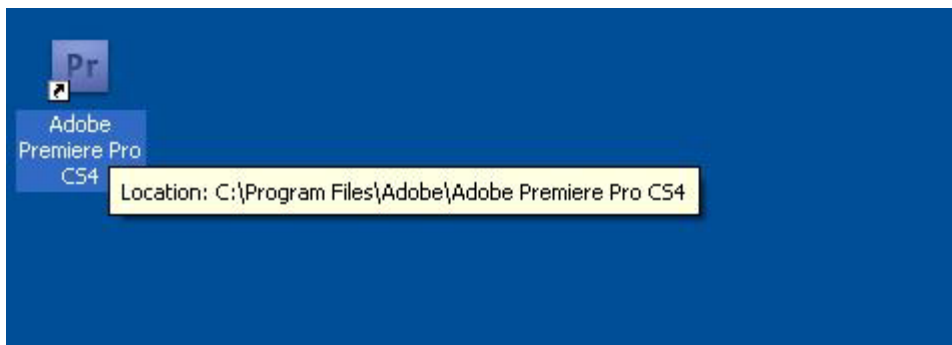 Pr
Adobe
Premiere Pro
CS4
Location: C:\Program Files\Adobe\Adobe Premiere Pro CS4